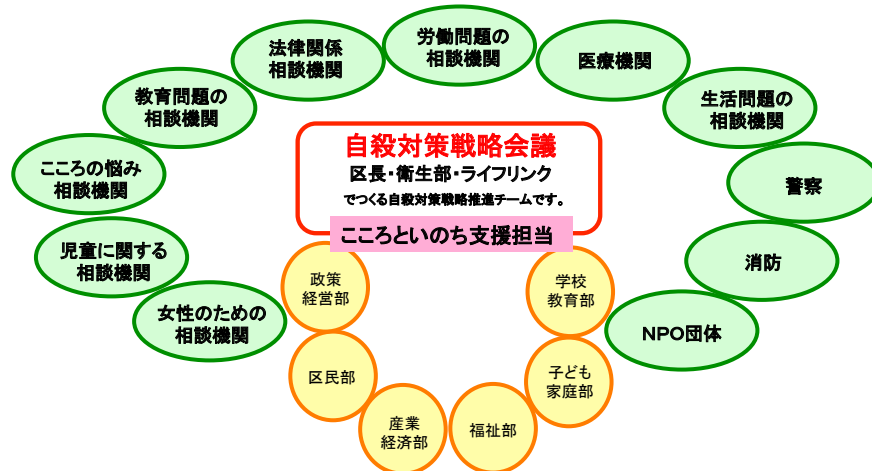 労働問題の
相談機関
法律関係
相談機関
医療機関
教育問題の
相談機関
生活問題の
相談機関
こころの悩み
相談機関
警察
児童に関する
相談機関
消防
女性のための
相談機関
NPO団体
自殺対策戦略会議
区長・衛生部・ライフリンク
でつくる自殺対策戦略推進チームです。
こころといのち支援担当
政策
経営部
学校
教育部
区民部
子ども
家庭部
産業
経済部
福祉部